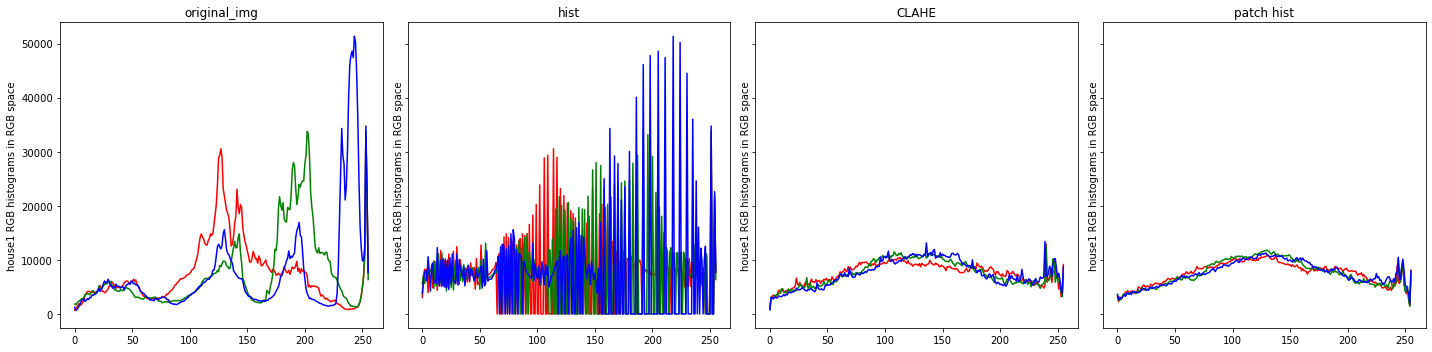 original_img
hist
CLAHE
patch hist
house1 RGB histograms in RGB space
50000
40000
30000
20000
10000
0
0 50 100 150 200 250
house1 RGB histograms in RGB space
0 50 100 150 200 250
house1 RGB histograms in RGB space
0 50 100 150 200 250
house1 RGB histograms in RGB space
0 50 100 150 200 250